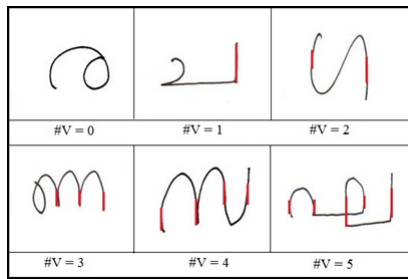 ര പ ഗ
#V = 0 #V = 1 #V = 2
ണ സ
#V = 3 #V = 4 #V = 5